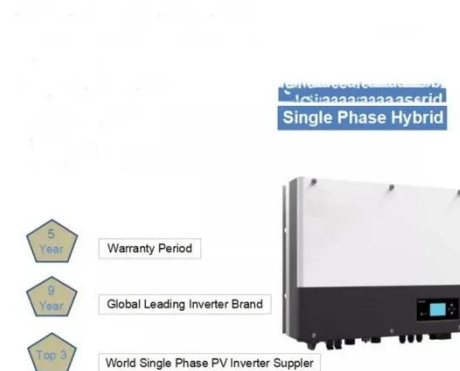 Single Phase Hybrid
5
Year
Warranty Period
9
Year
Global Leading Inverter Brand
Top 3
World Single Phase PV Inverter Suppler